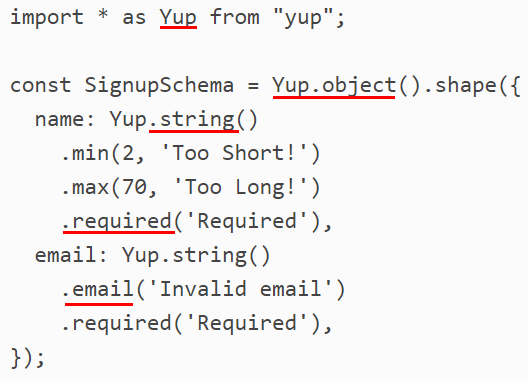 import * as Yup from "yup";
const SignupSchema = Yup.object().shape({
  name: Yup.string()
    .min(2, 'Too Short!')
    .max(70, 'Too Long!')
    .required('Required'),
  email: Yup.string()
    .email('Invalid email')
    .required('Required'),
});